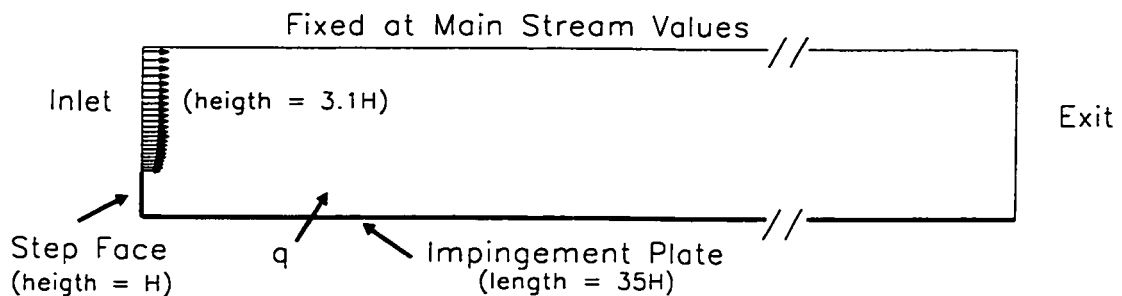 Fixed at Main Stream Values
Inlet
(heigth = 3.1H)
Exit
Step Face
(heigth = H)
q
Impingement Plate
(length = 35H)